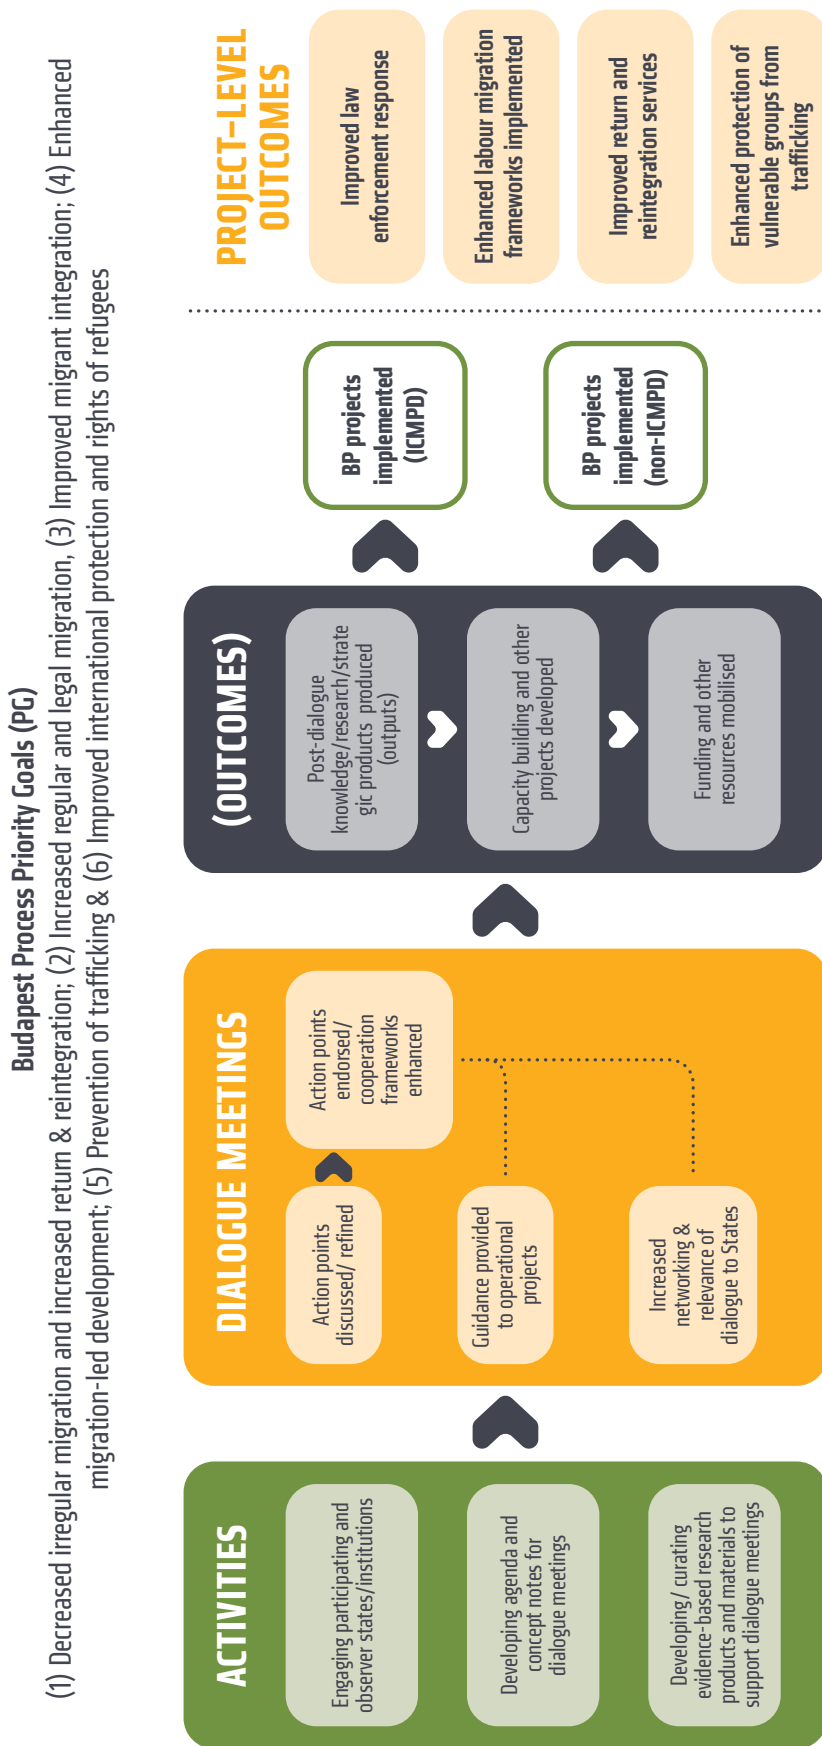 Budapest Process Priority Goals (PG)
(1) Decreased irregular migration and increased return & reintegration; (2) Increased regular and legal migration, (3) Improved migrant integration; (4) Enhanced
migration-led development; (5) Prevention of trafficking & (6) Improved international protection and rights of refugees
ACTIVITIES
Engaging participating and
observer states/institutions
Developing agenda and
concept notes for
dialogue meetings
Developing/ curating
evidence-based research
products and materials to
support dialogue meetings
DIALOGUE MEETINGS
Action points
discussed/ refined
Action points
endorsed/
cooperation
frameworks
enhanced
Guidance provided
to operational
projects
Increased
networking &
relevance of
dialogue to States
(OUTCOMES)
Post-dialogue
knowledge/research/strate
gic products produced
(outputs)
Capacity building and other
projects developed
Funding and other
resources mobilised
BP projects
implemented
(ICMPD)
BP projects
implemented
(non-ICMPD)
PROJECT-LEVEL
OUTCOMES
Improved law
enforcement response
Enhanced labour migration
frameworks implemented
Improved return and
reintegration services
Enhanced protection of
vulnerable groups from
trafficking